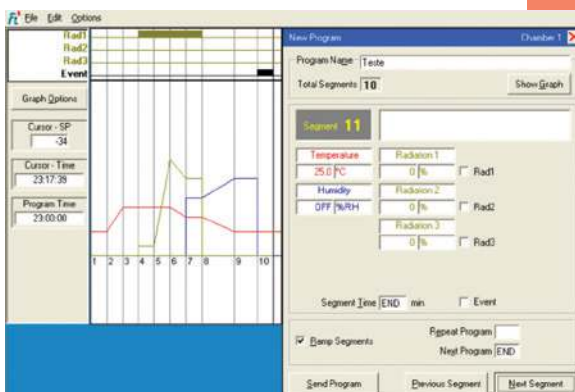 File Edit Options
Rad1
Rad2
Rad3
Event
Graph Options
Cursor - SP
-34
Cursor - Time
23:17:39
Program Time
23:00:00
1 2 3 4 5 6 7 8 9 10
New Program Chamber 1
Program Name Teste
Total Segments 10 Show Graph
Segment 11
Temperature Radiation 1
25.0 °C 0 % Rad1
Humidity Radiation 2
OFF %RH 0 % Rad2
Radiation 3
0 % Rad3
Segment Time END min Event
Ramp Segments Repeat Program
Next Program END
Send Program Previous Segment Next Segment